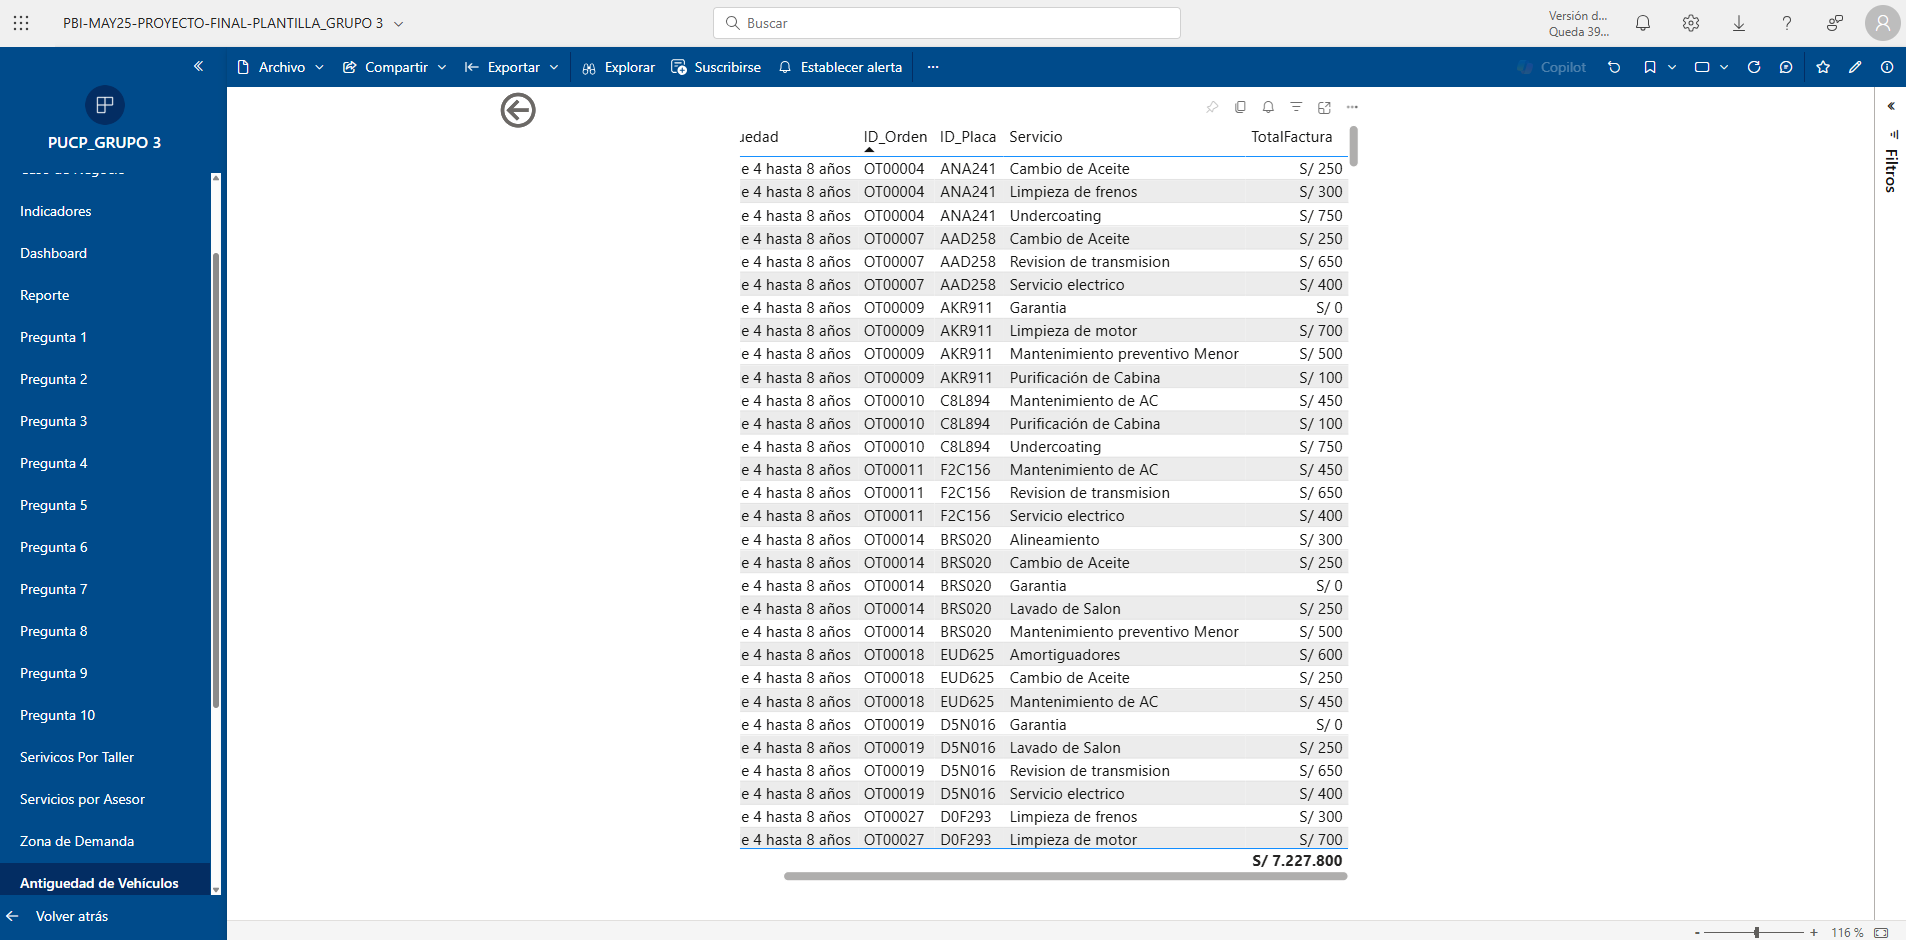 PBI-MAY25-PROYECTO-FINAL-PLANTILLA_GRUPO 3
Buscar
Versión d...
Queda 39...
Archivo Compartir Exportar Explorar Suscribirse Establecer alerta ... Copilot
PUCP_GRUPO 3
Indicadores
Dashboard
Reporte
Pregunta 1
Pregunta 2
Pregunta 3
Pregunta 4
Pregunta 5
Pregunta 6
Pregunta 7
Pregunta 8
Pregunta 9
Pregunta 10
Serivicos Por Taller
Servicios por Asesor
Zona de Demanda
Antiguedad de Vehículos
Volver atrás
uedad ID_Orden ID_Placa Servicio TotalFactura
e 4 hasta 8 años OT00004 ANA241 Cambio de Aceite S/ 250
e 4 hasta 8 años OT00004 ANA241 Limpieza de frenos S/ 300
e 4 hasta 8 años OT00004 ANA241 Undercoating S/ 750
e 4 hasta 8 años OT00007 AAD258 Cambio de Aceite S/ 250
e 4 hasta 8 años OT00007 AAD258 Revision de transmision S/ 650
e 4 hasta 8 años OT00007 AAD258 Servicio electrico S/ 400
e 4 hasta 8 años OT00009 AKR911 Garantia S/ 0
e 4 hasta 8 años OT00009 AKR911 Limpieza de motor S/ 700
e 4 hasta 8 años OT00009 AKR911 Mantenimiento preventivo Menor S/ 500
e 4 hasta 8 años OT00009 AKR911 Purificación de Cabina S/ 100
e 4 hasta 8 años OT00010 C8L894 Mantenimiento de AC S/ 450
e 4 hasta 8 años OT00010 C8L894 Purificación de Cabina S/ 100
e 4 hasta 8 años OT00010 C8L894 Undercoating S/ 750
e 4 hasta 8 años OT00011 F2C156 Mantenimiento de AC S/ 450
e 4 hasta 8 años OT00011 F2C156 Revision de transmision S/ 650
e 4 hasta 8 años OT00011 F2C156 Servicio electrico S/ 400
e 4 hasta 8 años OT00014 BRS020 Alineamiento S/ 300
e 4 hasta 8 años OT00014 BRS020 Cambio de Aceite S/ 250
e 4 hasta 8 años OT00014 BRS020 Garantia S/ 0
e 4 hasta 8 años OT00014 BRS020 Lavado de Salon S/ 250
e 4 hasta 8 años OT00014 BRS020 Mantenimiento preventivo Menor S/ 500
e 4 hasta 8 años OT00018 EUD625 Amortiguadores S/ 600
e 4 hasta 8 años OT00018 EUD625 Cambio de Aceite S/ 250
e 4 hasta 8 años OT00018 EUD625 Mantenimiento de AC S/ 450
e 4 hasta 8 años OT00019 D5N016 Garantia S/ 0
e 4 hasta 8 años OT00019 D5N016 Lavado de Salon S/ 250
e 4 hasta 8 años OT00019 D5N016 Revision de transmision S/ 650
e 4 hasta 8 años OT00019 D5N016 Servicio electrico S/ 400
e 4 hasta 8 años OT00027 D0F293 Limpieza de frenos S/ 300
e 4 hasta 8 años OT00027 D0F293 Limpieza de motor S/ 700
S/ 7.227.800
Filtros
- + 116 %